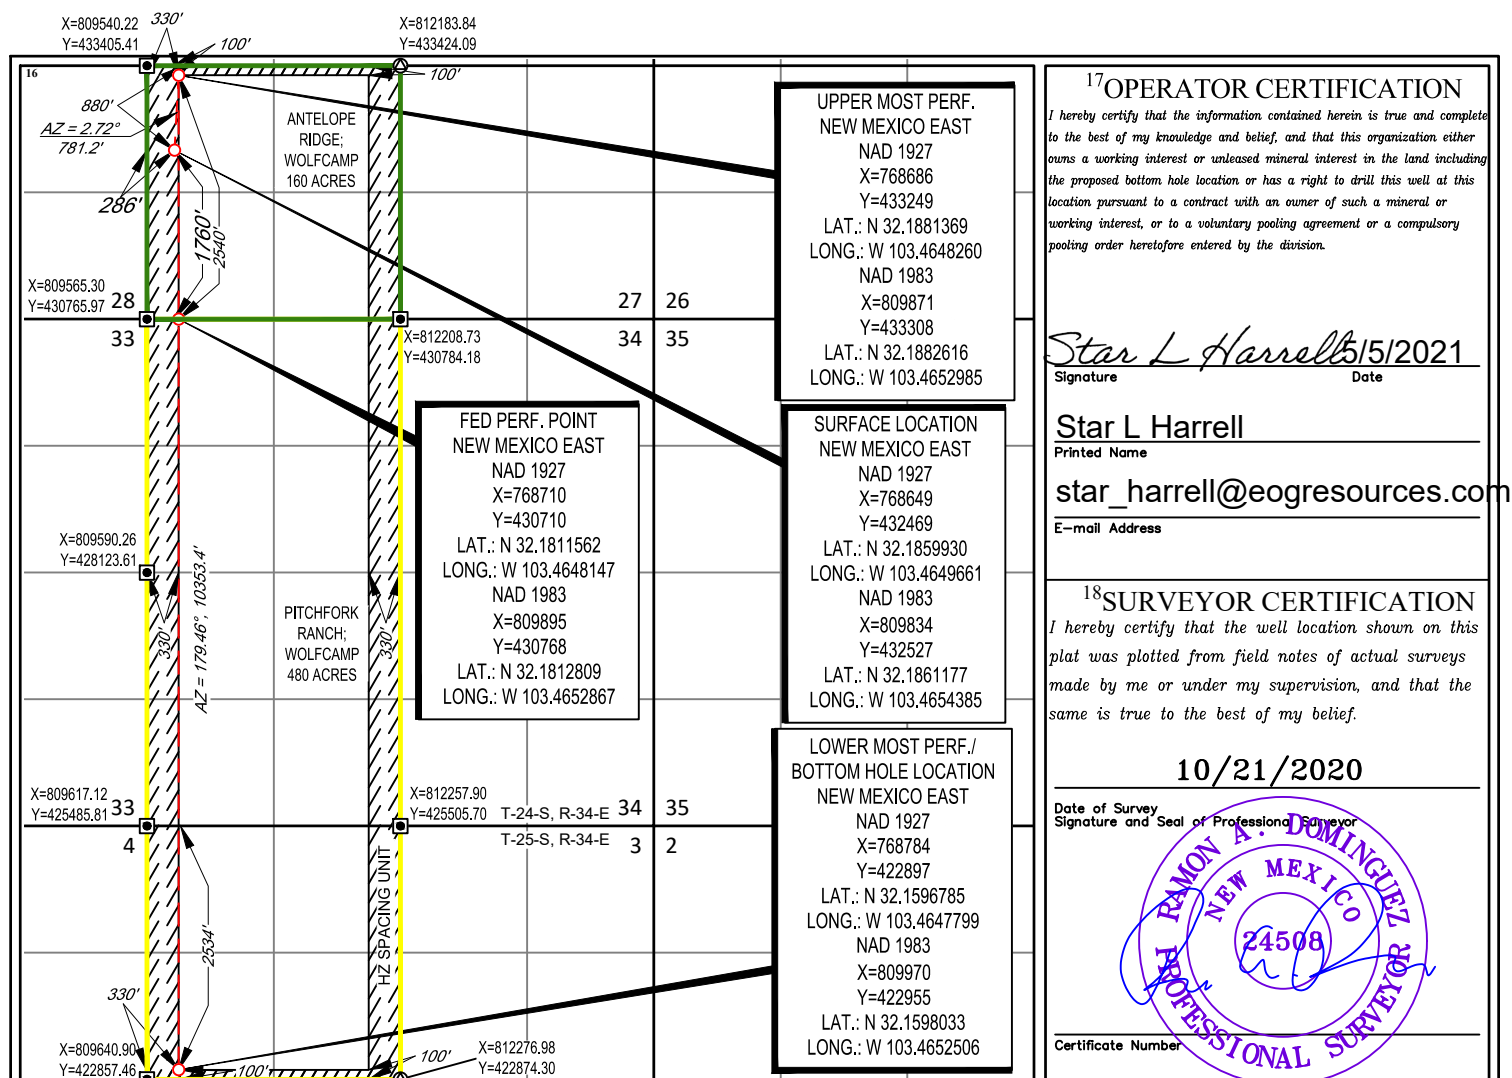 X=809540.22
Y=433405.41
330'
100'
X=812183.84
Y=433424.09
16
100'
880'
AZ = 2.72°
781.2'
286'
1760'
2540'
ANTELOPE
RIDGE;
WOLFCAMP
160 ACRES
X=809565.30
Y=430765.97
28
33
27
26
34
35
X=812208.73
Y=430784.18
UPPER MOST PERF.
NEW MEXICO EAST
NAD 1927
X=768686
Y=433249
LAT.: N 32.1881369
LONG.: W 103.4648260
NAD 1983
X=809871
Y=433308
LAT.: N 32.1882616
LONG.: W 103.4652985
FED PERF. POINT
NEW MEXICO EAST
NAD 1927
X=768710
Y=430710
LAT.: N 32.1811562
LONG.: W 103.4648147
NAD 1983
X=809895
Y=430768
LAT.: N 32.1812809
LONG.: W 103.4652867
SURFACE LOCATION
NEW MEXICO EAST
NAD 1927
X=768649
Y=432469
LAT.: N 32.1859930
LONG.: W 103.4649661
NAD 1983
X=809834
Y=432527
LAT.: N 32.1861177
LONG.: W 103.4654385
X=809590.26
Y=428123.61
330'
AZ = 179.46°, 10353.4'
330'
PITCHFORK
RANCH;
WOLFCAMP
480 ACRES
X=809617.12
Y=425485.81
33
4
X=812257.90
Y=425505.70
T-24-S, R-34-E
T-25-S, R-34-E
34
35
3
2
LOWER MOST PERF./
BOTTOM HOLE LOCATION
NEW MEXICO EAST
NAD 1927
X=768784
Y=422897
LAT.: N 32.1596785
LONG.: W 103.4647799
NAD 1983
X=809970
Y=422955
LAT.: N 32.1598033
LONG.: W 103.4652506
HZ SPACING UNIT
2534'
330'
X=809640.90
Y=422857.46
100'
100'
X=812276.98
Y=422874.30
17OPERATOR CERTIFICATION
I hereby certify that the information contained herein is true and complete
to the best of my knowledge and belief, and that this organization either
owns a working interest or unleased mineral interest in the land including
the proposed bottom hole location or has a right to drill this well at this
location pursuant to a contract with an owner of such a mineral or
working interest, or to a voluntary pooling agreement or a compulsory
pooling order heretofore entered by the division.
Star L Harrell 5/5/2021
Signature Date
Star L Harrell
Printed Name
star_harrell@eogresources.com
E-mail Address
18SURVEYOR CERTIFICATION
I hereby certify that the well location shown on this
plat was plotted from field notes of actual surveys
made by me or under my supervision, and that the
same is true to the best of my belief.
10/21/2020
Date of Survey
Signature and Seal of Professional Surveyor
RAMON A. DOMINGUEZ
NEW MEXICO
24508
PROFESSIONAL SURVEYOR
Certificate Number